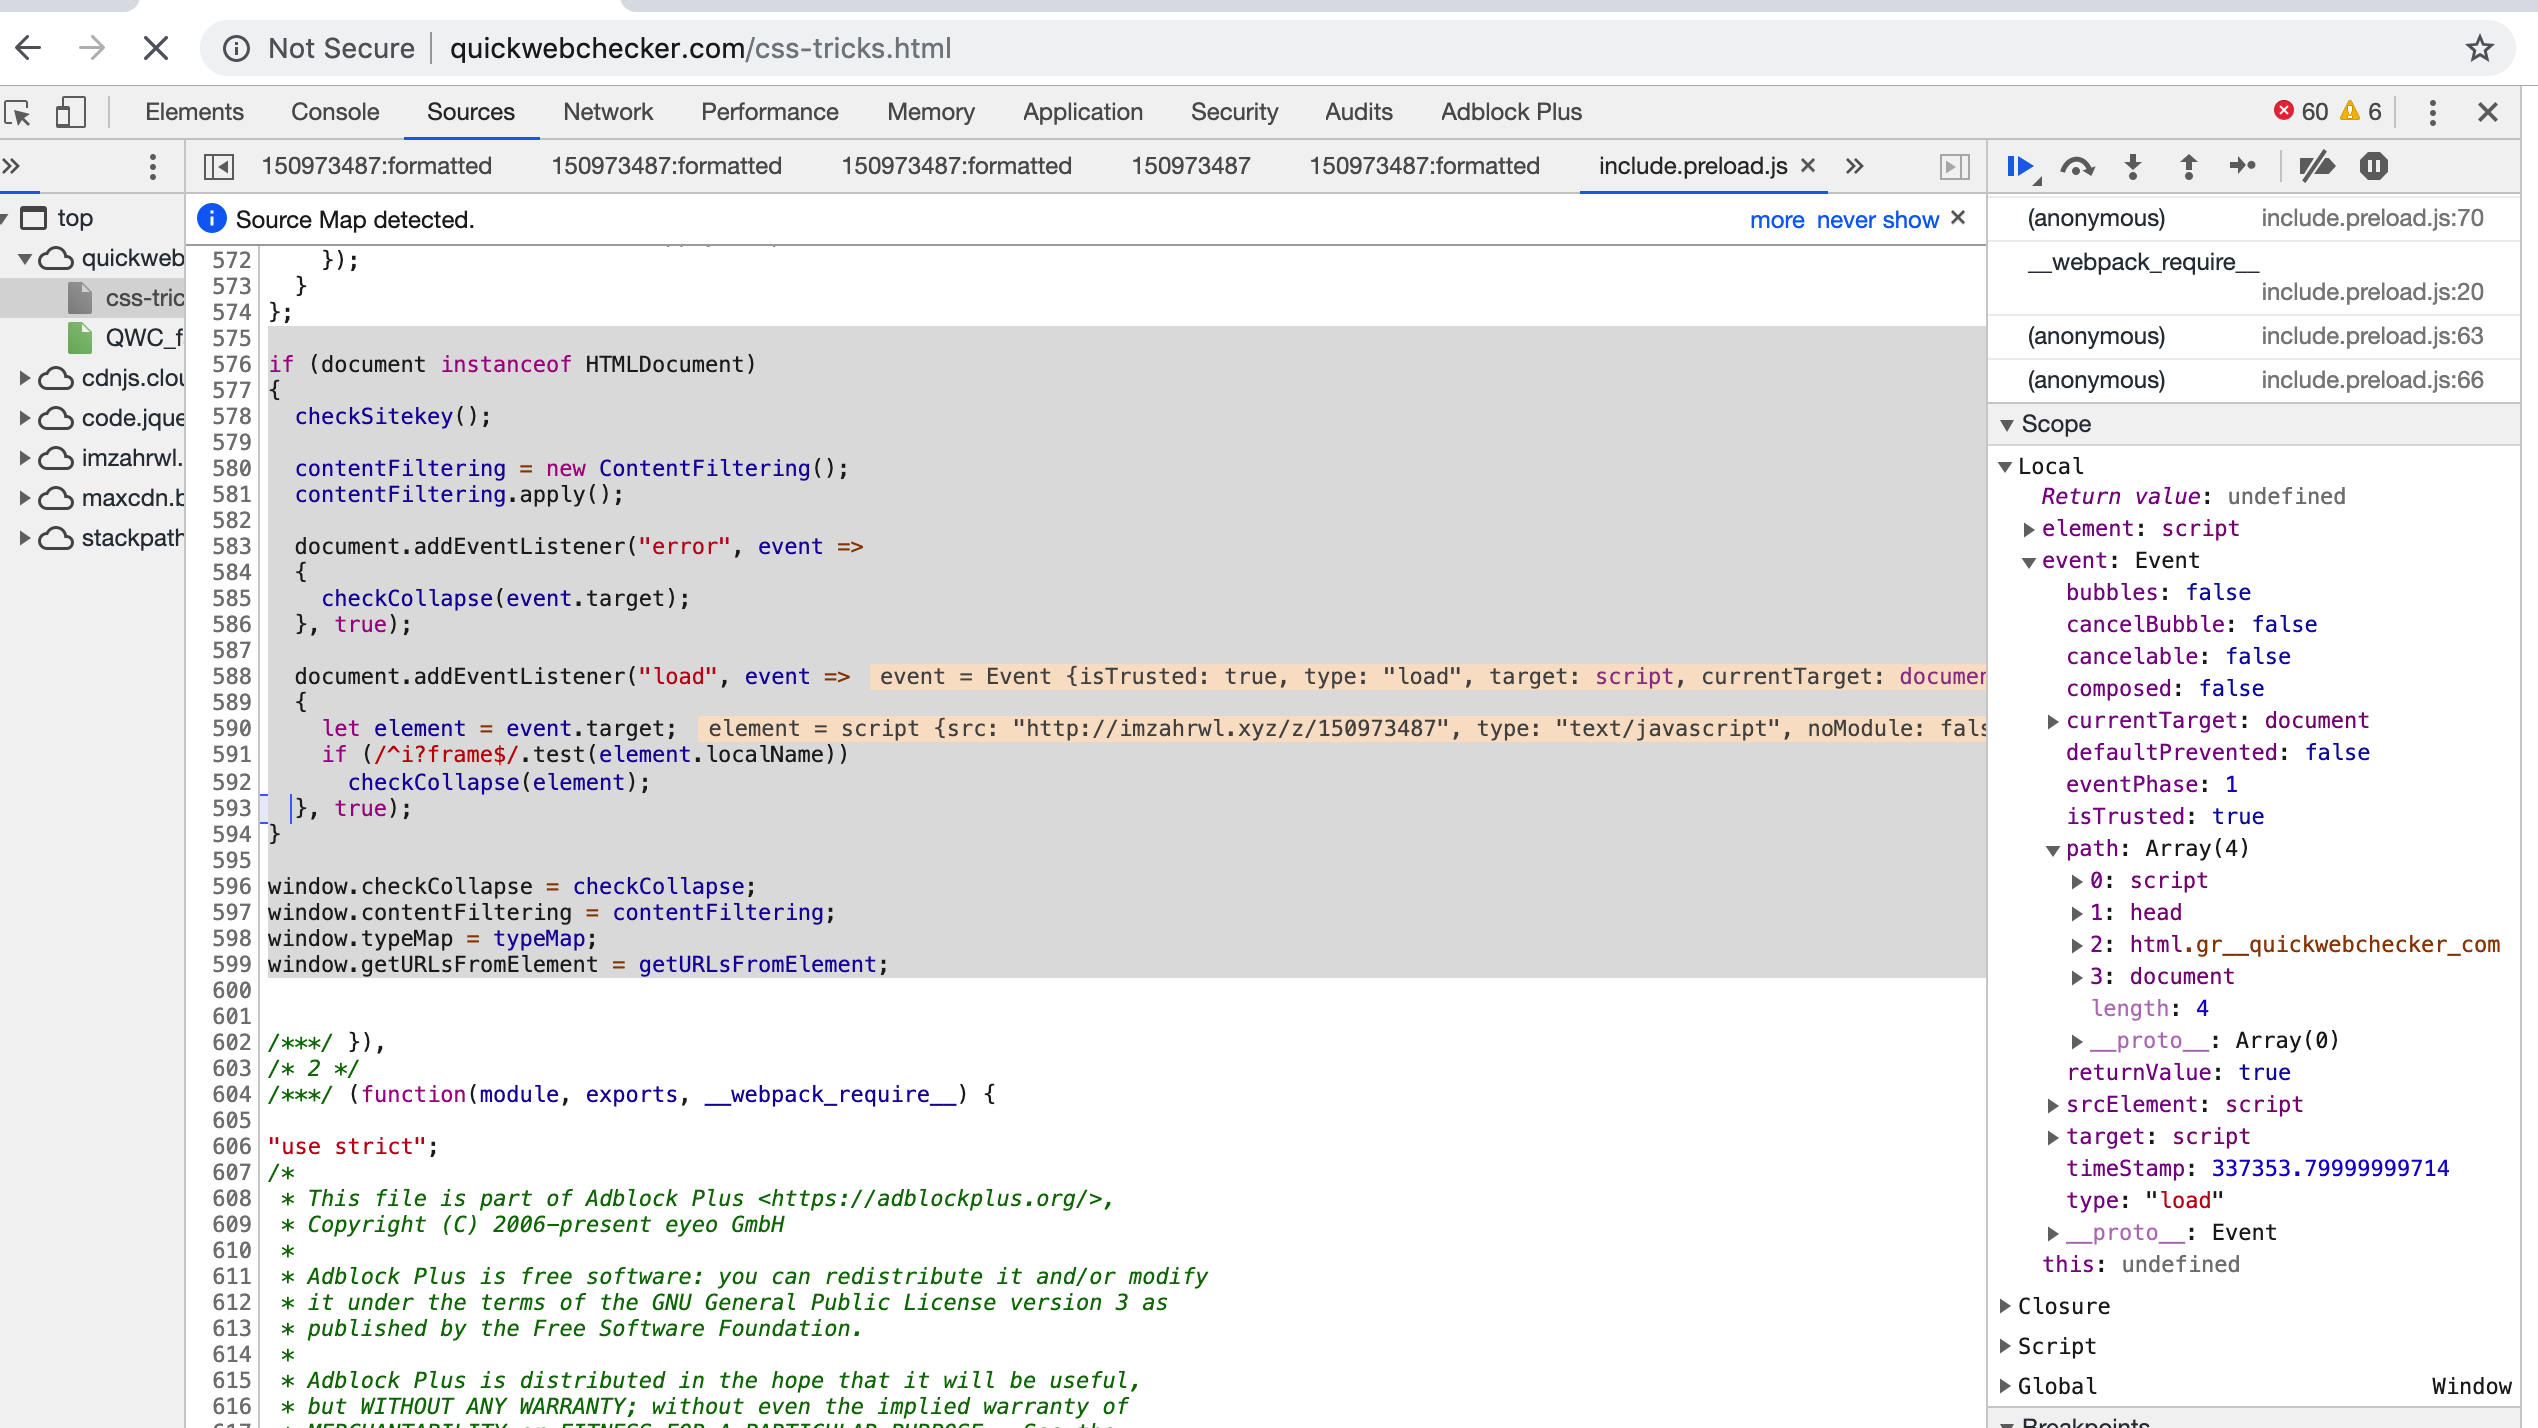 Not Secure quickwebchecker.com/css-tricks.html
Elements Console Sources Network Performance Memory Application Security Audits Adblock Plus 60 6
150973487:formatted 150973487:formatted 150973487:formatted 150973487 150973487:formatted include.preload.js
top
quickweb
css-tric
QWC_f
cdnjs.clou
code.jque
imzahrwl.
maxcdn.b
stackpath
Source Map detected. more never show
572 });
573 }
574 };
575
576 if (document instanceof HTMLDocument)
577 {
578 checkSitekey();
579
580 contentFiltering = new ContentFiltering();
581 contentFiltering.apply();
582
583 document.addEventListener("error", event =>
584 {
585 checkCollapse(event.target);
586 }, true);
587
588 document.addEventListener("load", event => event = Event {isTrusted: true, type: "load", target: script, currentTarget: documen
589 {
590 let element = event.target; element = script {src: "http://imzahrwl.xyz/z/150973487", type: "text/javascript", noModule: fals
591 if (/^i?frame$/.test(element.localName))
592 checkCollapse(element);
593 }, true);
594 }
595
596 window.checkCollapse = checkCollapse;
597 window.contentFiltering = contentFiltering;
598 window.typeMap = typeMap;
599 window.getURLsFromElement = getURLsFromElement;
600
601
602 /***/ }),
603 /* 2 */
604 /***/ (function(module, exports, __webpack_require__) {
605
606 "use strict";
607 /*
608 * This file is part of Adblock Plus <https://adblockplus.org/>,
609 * Copyright (C) 2006-present eyeo GmbH
610 *
611 * Adblock Plus is free software: you can redistribute it and/or modify
612 * it under the terms of the GNU General Public License version 3 as
613 * published by the Free Software Foundation.
614 *
615 * Adblock Plus is distributed in the hope that it will be useful,
616 * but WITHOUT ANY WARRANTY; without even the implied warranty of
(anonymous) include.preload.js:70
__webpack_require__
include.preload.js:20
(anonymous) include.preload.js:63
(anonymous) include.preload.js:66
Scope
Local
Return value: undefined
element: script
event: Event
bubbles: false
cancelBubble: false
cancelable: false
composed: false
currentTarget: document
defaultPrevented: false
eventPhase: 1
isTrusted: true
path: Array(4)
0: script
1: head
2: html.gr__quickwebchecker_com
3: document
length: 4
__proto__: Array(0)
returnValue: true
srcElement: script
target: script
timeStamp: 337353.79999999714
type: "load"
__proto__: Event
this: undefined
Closure
Script
Global Window
Breakpoints